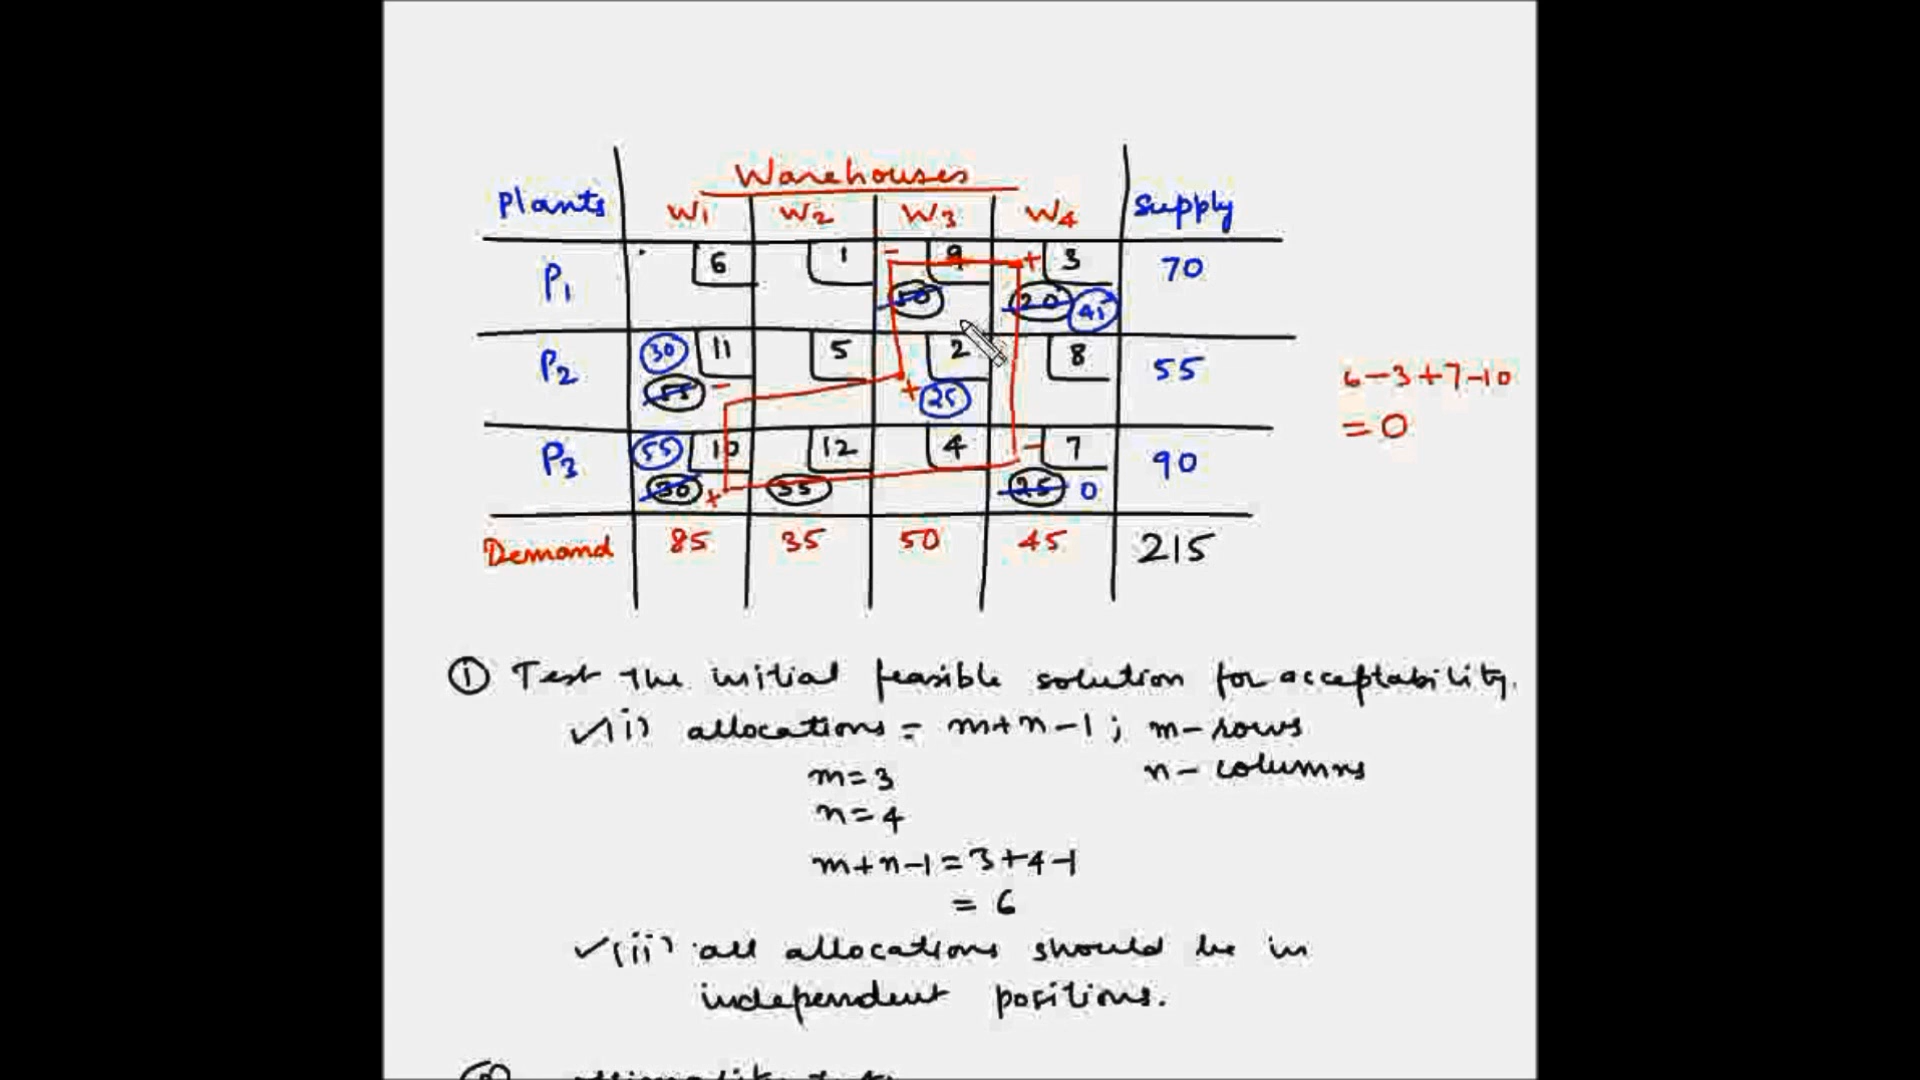 Warehouses
Plants W1 W2 W3 W4 Supply
P1 6 1 - 9 + 3 70
50 20 45
P2 30 11 5 2 8 55
55 - + 25
6-3+7-10
= 0
P3 55 10 12 4 - 7 90
30 + 35 25 0
Demand 85 35 50 45 215
① Test the initial feasible solution for acceptability.
✓(i) allocations = m+n-1; m-rows
n - columns
m=3
n=4
m+n-1=3+4-1
= 6
✓(ii) all allocations should be in
independent positions.